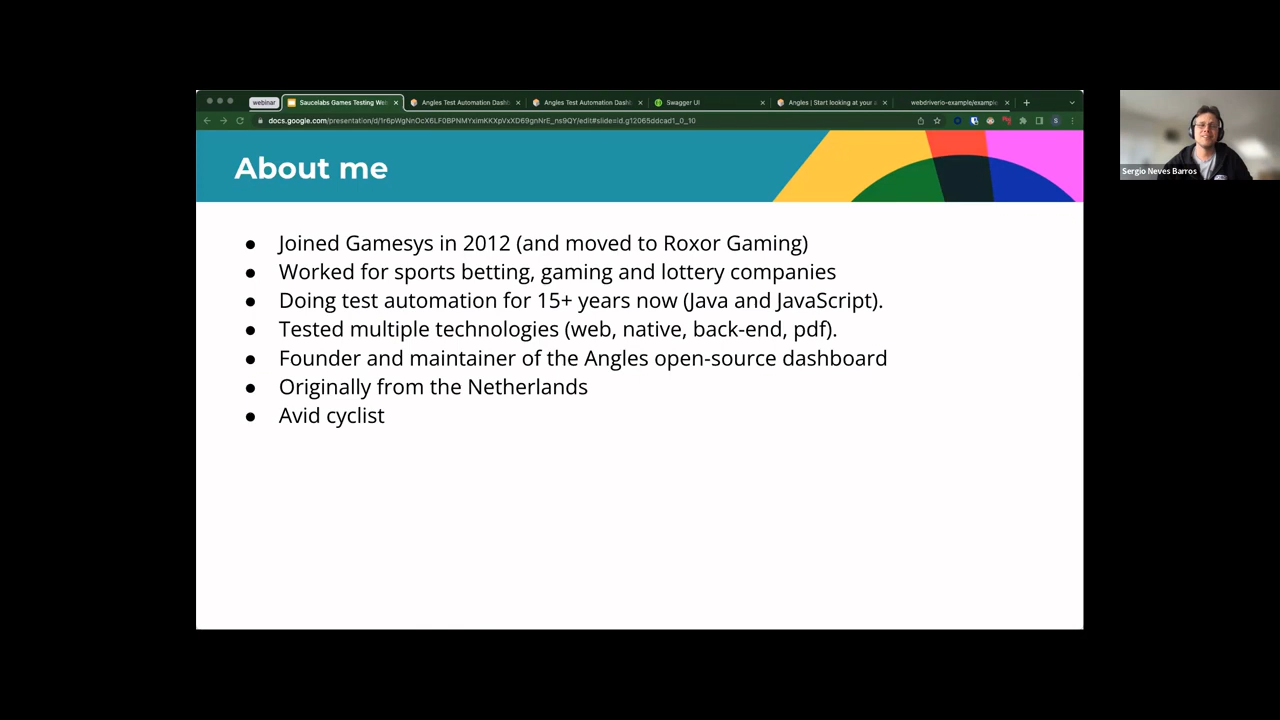 webinar
Saucelabs Games Testing We
Angles Test Automation Dash
Angles Test Automation Dash
Swagger UI
Angles | Start looking at your
webdriverio-example/example
docs.google.com/presentation/d/
About me
Sergio Neves Barros
● Joined Gamesys in 2012 (and moved to Roxor Gaming)
● Worked for sports betting, gaming and lottery companies
● Doing test automation for 15+ years now (Java and JavaScript).
● Tested multiple technologies (web, native, back-end, pdf).
● Founder and maintainer of the Angles open-source dashboard
● Originally from the Netherlands
● Avid cyclist